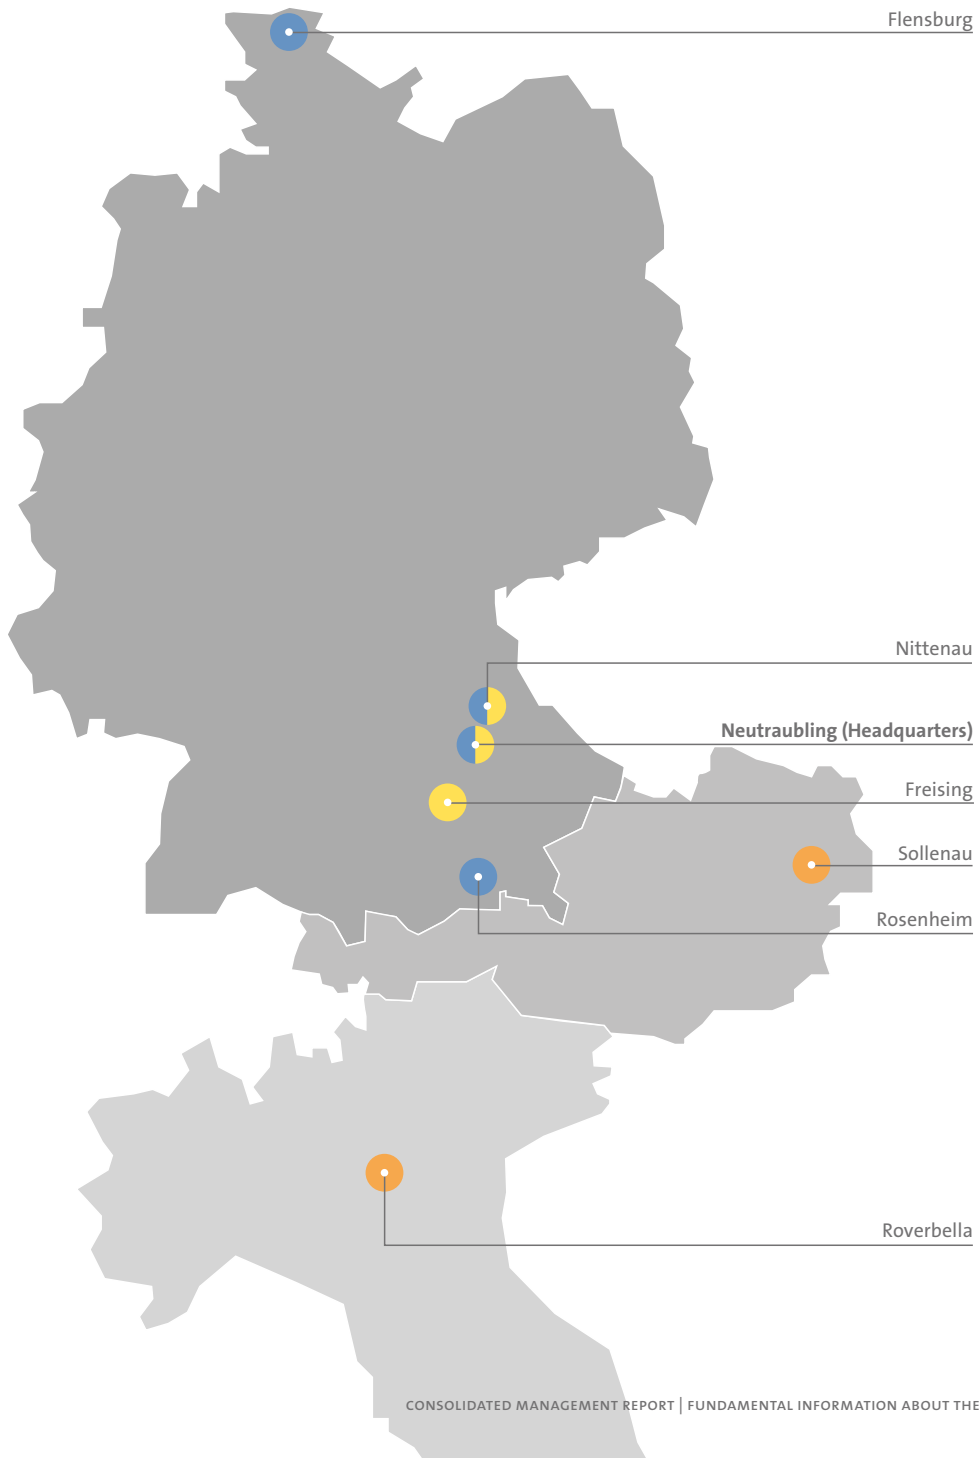 Flensburg
Nittenau
Neutraubling (Headquarters)
Freising
Sollenau
Rosenheim
Roverbella
CONSOLIDATED MANAGEMENT REPORT | FUNDAMENTAL INFORMATION ABOUT THE